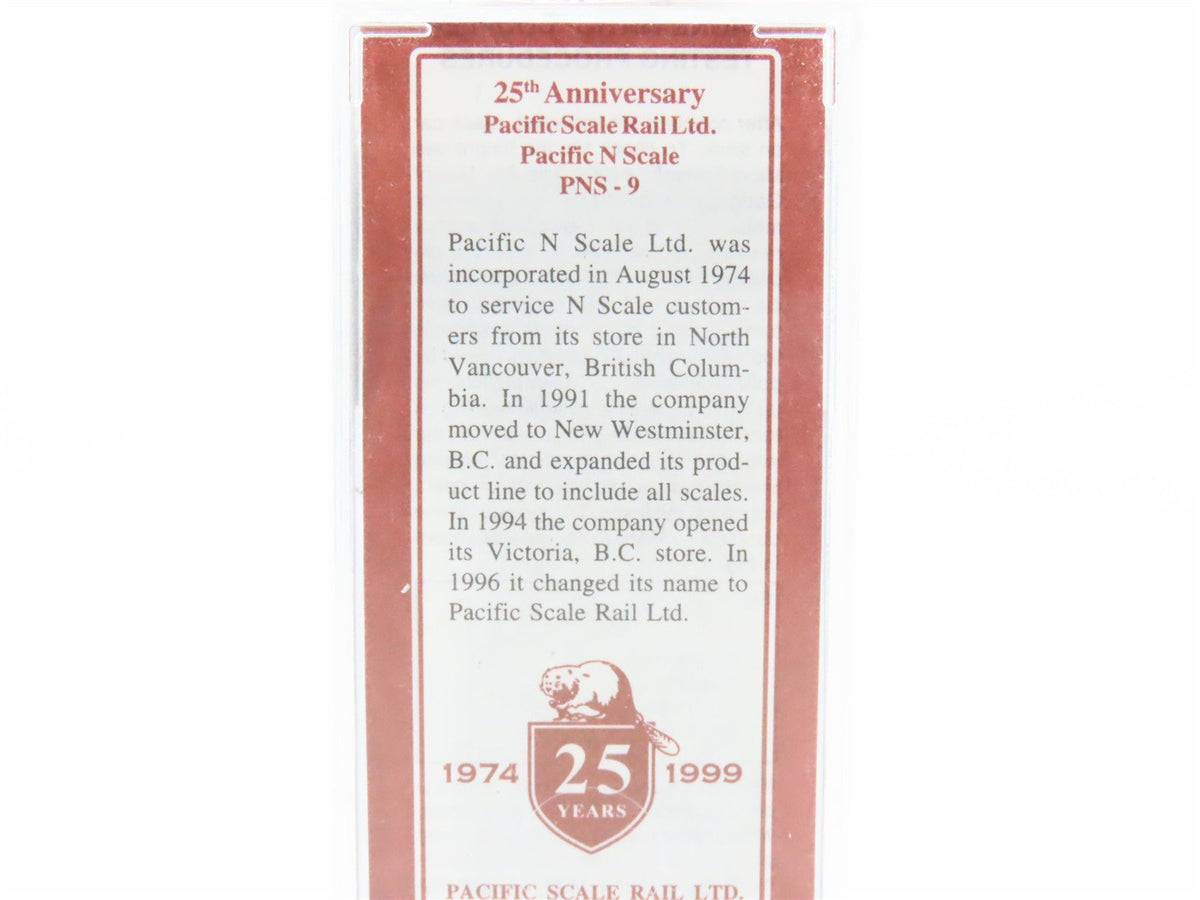 25th Anniversary
Pacific Scale Rail Ltd.
Pacific N Scale
PNS - 9
Pacific N Scale Ltd. was
incorporated in August 1974
to service N Scale custom-
ers from its store in North
Vancouver, British Colum-
bia. In 1991 the company
moved to New Westminster,
B.C. and expanded its prod-
uct line to include all scales.
In 1994 the company opened
its Victoria, B.C. store. In
1996 it changed its name to
Pacific Scale Rail Ltd.
1974 25 1999
YEARS
PACIFIC SCALE RAIL LTD.